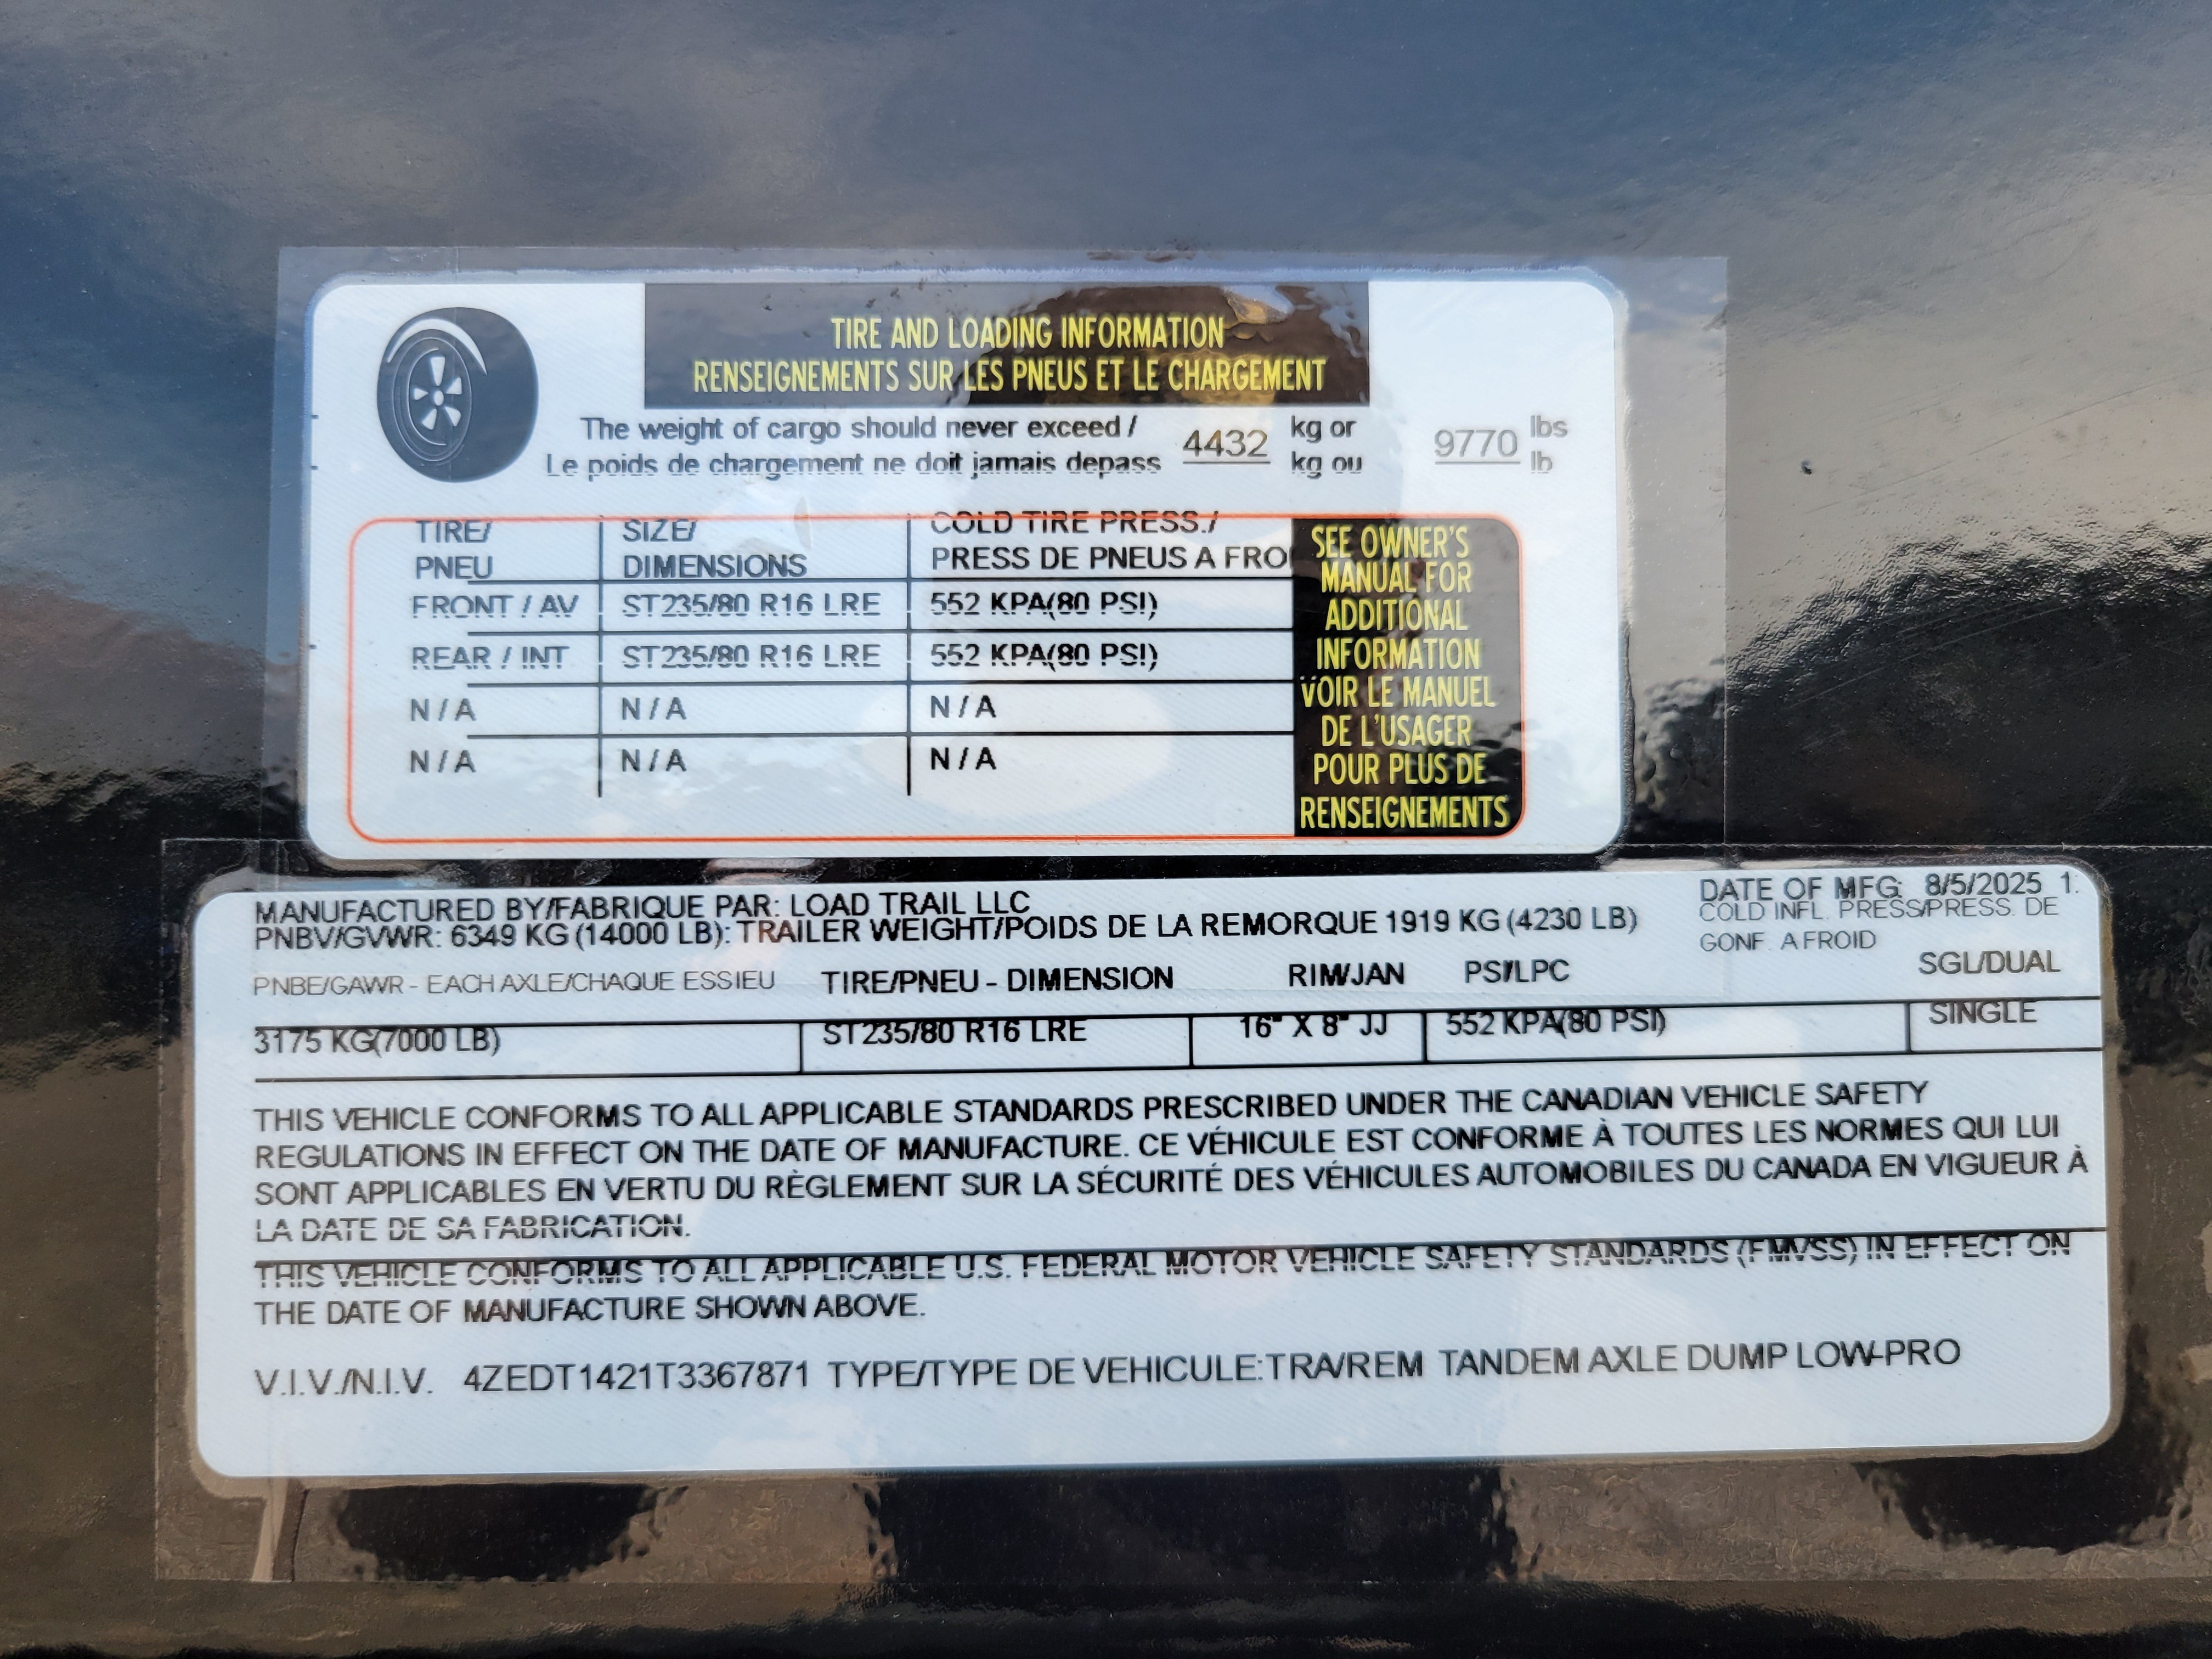 TIRE AND LOADING INFORMATION
RENSEIGNEMENTS SUR LES PNEUS ET LE CHARGEMENT
The weight of cargo should never exceed / 4432 kg or 9770 lbs
Le poids de chargement ne doit jamais depass kg ou lb
TIRE/ SIZE/ COLD TIRE PRESS./
PNEU DIMENSIONS PRESS DE PNEUS A FROI
FRONT / AV ST235/80 R16 LRE 552 KPA(80 PSI)
REAR / INT ST235/80 R16 LRE 552 KPA(80 PSI)
N / A N / A N / A
N / A N / A N / A
SEE OWNER'S
MANUAL FOR
ADDITIONAL
INFORMATION
VOIR LE MANUEL
DE L'USAGER
POUR PLUS DE
RENSEIGNEMENTS
MANUFACTURED BY/FABRIQUE PAR: LOAD TRAIL LLC DATE OF MFG: 8/5/2025 1:
PNBV/GVWR: 6349 KG (14000 LB): TRAILER WEIGHT/POIDS DE LA REMORQUE 1919 KG (4230 LB) COLD INFL. PRESS/PRESS. DE
GONF. A FROID
PNBE/GAWR - EACH AXLE/CHAQUE ESSIEU TIRE/PNEU - DIMENSION RIM/JAN PSI/LPC SGL/DUAL
3175 KG(7000 LB) ST235/80 R16 LRE 16" X 8" JJ 552 KPA(80 PSI) SINGLE
THIS VEHICLE CONFORMS TO ALL APPLICABLE STANDARDS PRESCRIBED UNDER THE CANADIAN VEHICLE SAFETY
REGULATIONS IN EFFECT ON THE DATE OF MANUFACTURE. CE VÉHICULE EST CONFORME À TOUTES LES NORMES QUI LUI
SONT APPLICABLES EN VERTU DU RÈGLEMENT SUR LA SÉCURITÉ DES VÉHICULES AUTOMOBILES DU CANADA EN VIGUEUR À
LA DATE DE SA FABRICATION.
THIS VEHICLE CONFORMS TO ALL APPLICABLE U.S. FEDERAL MOTOR VEHICLE SAFETY STANDARDS (FMVSS) IN EFFECT ON
THE DATE OF MANUFACTURE SHOWN ABOVE.
V.I.V./N.I.V. 4ZEDT1421T3367871 TYPE/TYPE DE VEHICULE:TRA/REM TANDEM AXLE DUMP LOW-PRO